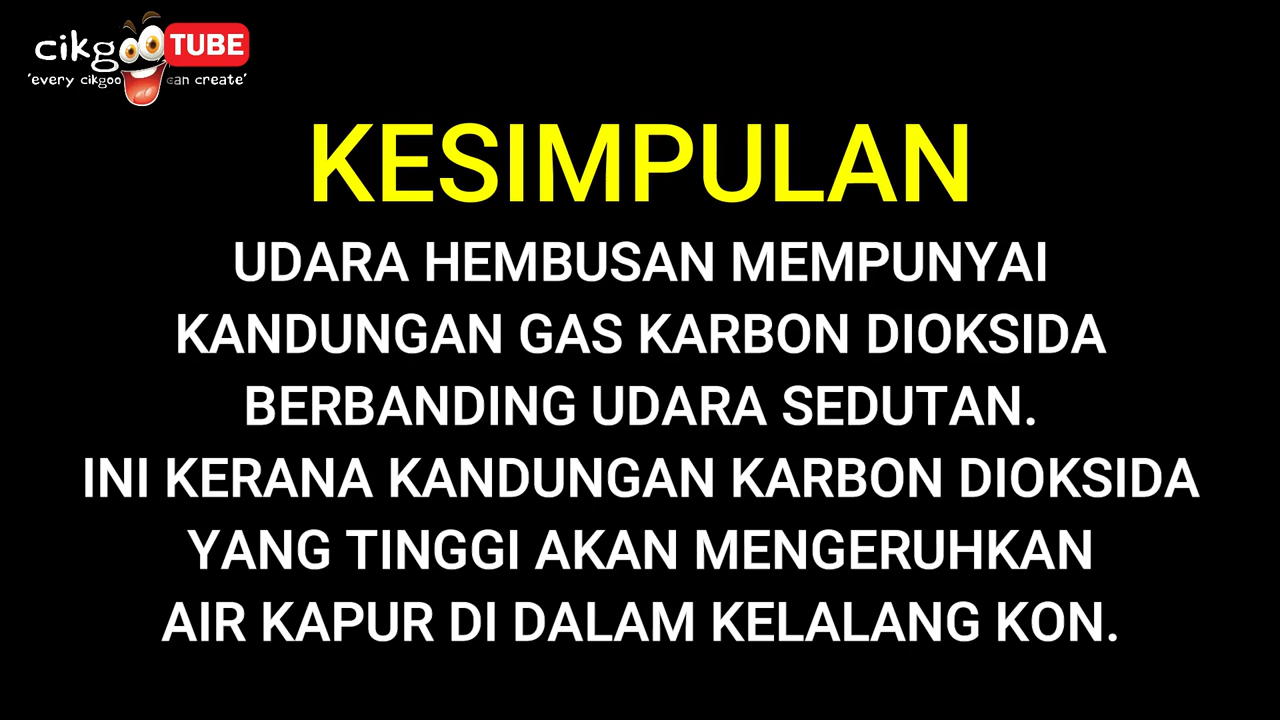 cikgoo TUBE
'every cikgoo can create'
KESIMPULAN
UDARA HEMBUSAN MEMPUNYAI
KANDUNGAN GAS KARBON DIOKSIDA
BERBANDING UDARA SEDUTAN.
INI KERANA KANDUNGAN KARBON DIOKSIDA
YANG TINGGI AKAN MENGERUHKAN
AIR KAPUR DI DALAM KELALANG KON.